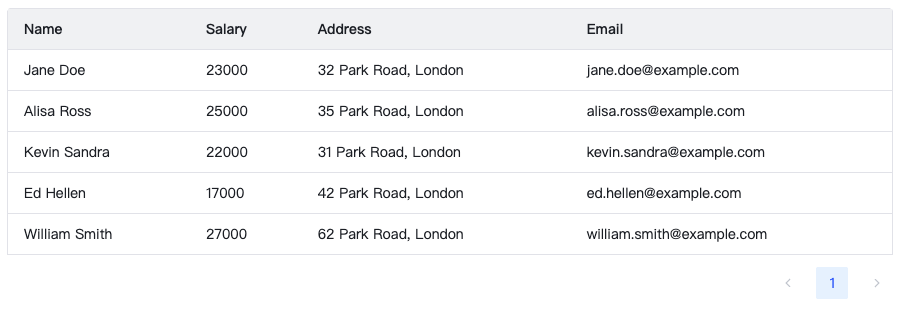 Name Salary Address Email
Jane Doe 23000 32 Park Road, London jane.doe@example.com
Alisa Ross 25000 35 Park Road, London alisa.ross@example.com
Kevin Sandra 22000 31 Park Road, London kevin.sandra@example.com
Ed Hellen 17000 42 Park Road, London ed.hellen@example.com
William Smith 27000 62 Park Road, London william.smith@example.com
1